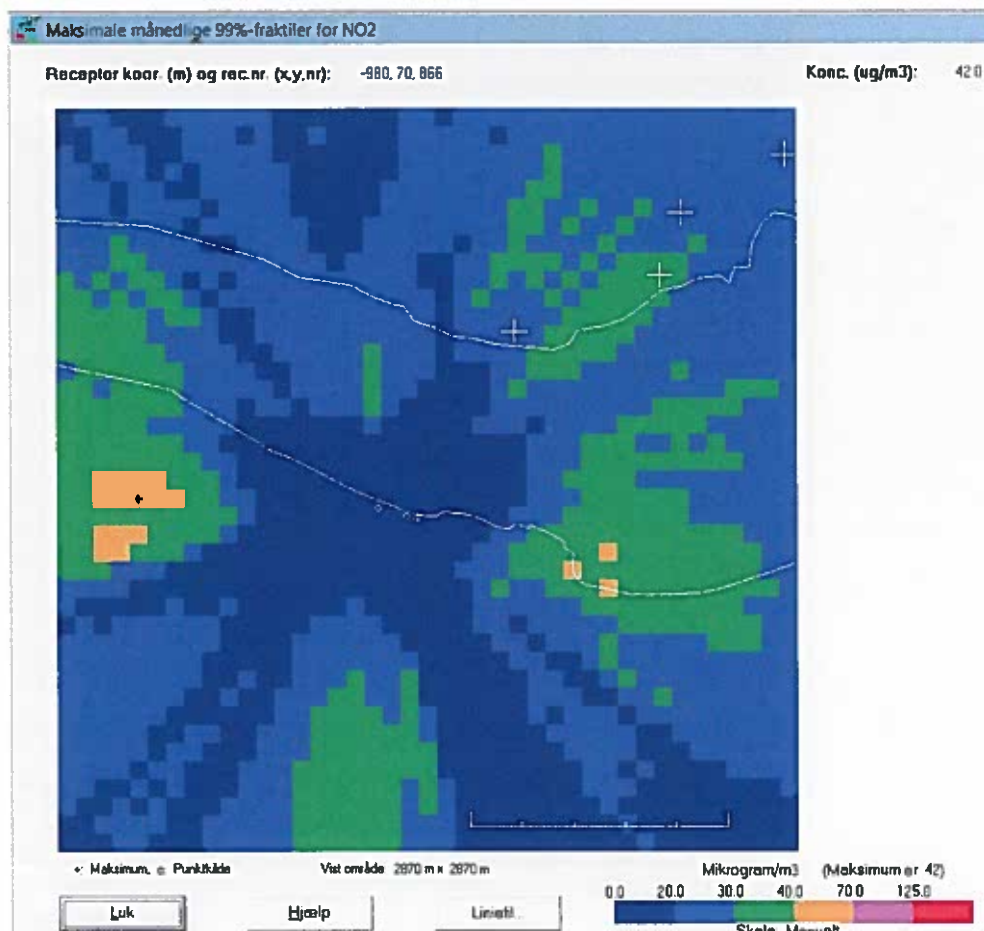 Maksimale månedlige 99%-fraktiler for NO2
Receptor koor. (m) og rec.nr. (x,y,nr): -980, 70, 866 Konc. (ug/m3): 42.0
Maksimum, Punktkilde Vist område 2870 m x 2870 m Mikrogram/m3 (Maksimum er 42)
0.0 20.0 30.0 40.0 70.0 125.0
Luk Hjælp Liniefil..
Skala Manuelt